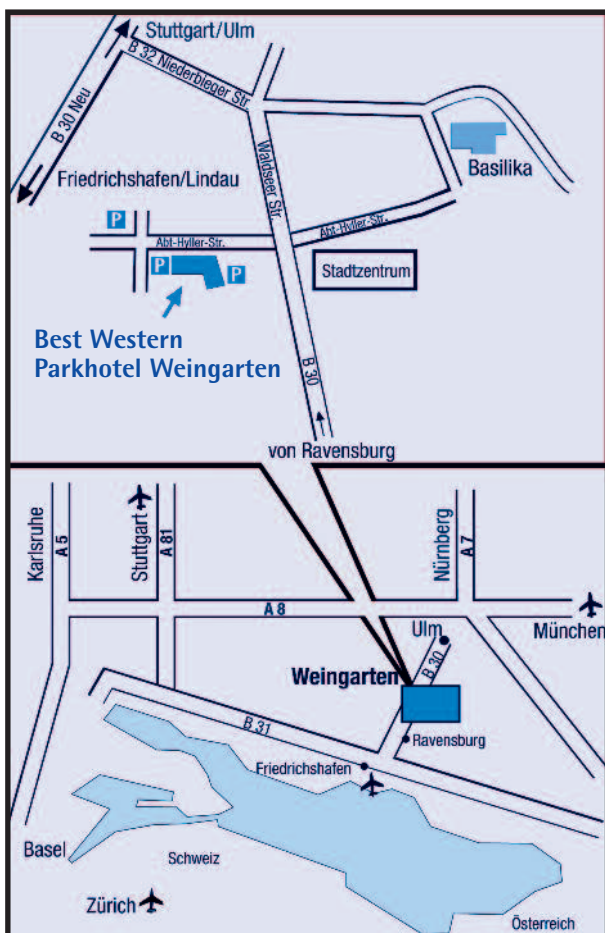 Stuttgart/Ulm
B 32 Niederbieger Str.
B 30 Neu
Waldseer Str.
Basilika
Friedrichshafen/Lindau
P
Abt-Hyller-Str.
Abt-Hyller-Str.
P
P
Stadtzentrum
Best Western
Parkhotel Weingarten
B 30
von Ravensburg
Karlsruhe
A 5
Stuttgart
A 81
Nürnberg
A 7
A 8
München
Ulm
B 30
Weingarten
B 31
Ravensburg
Friedrichshafen
Basel
Schweiz
Zürich
Österreich